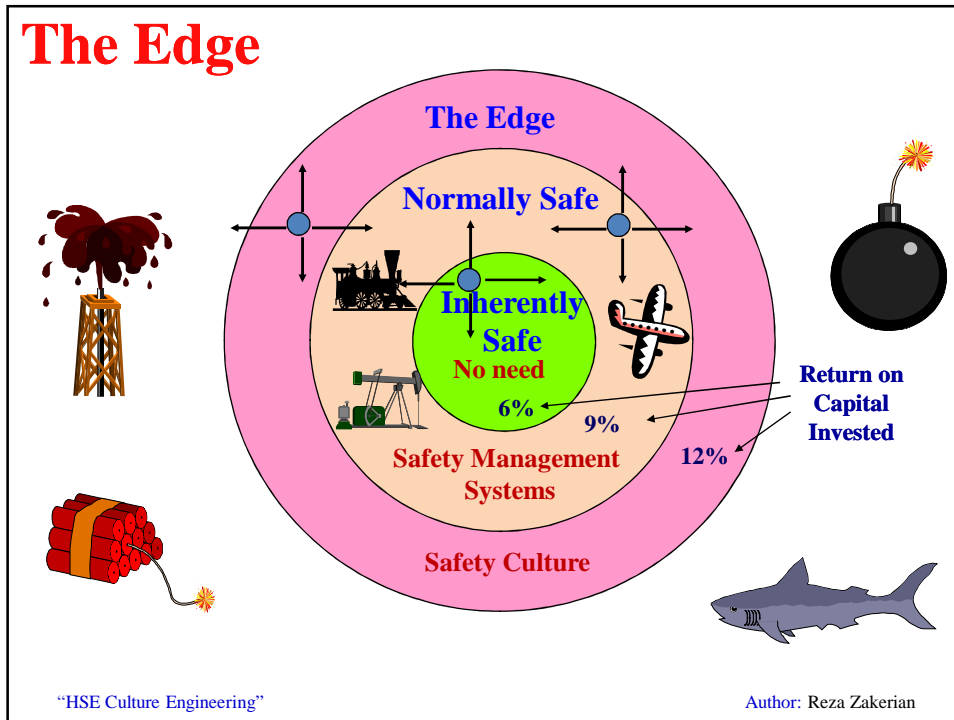 The Edge
The Edge
Normally Safe
Inherently
Safe
No need
6%
9%
12%
Return on
Capital
Invested
Safety Management
Systems
Safety Culture
“HSE Culture Engineering”
Author: Reza Zakerian